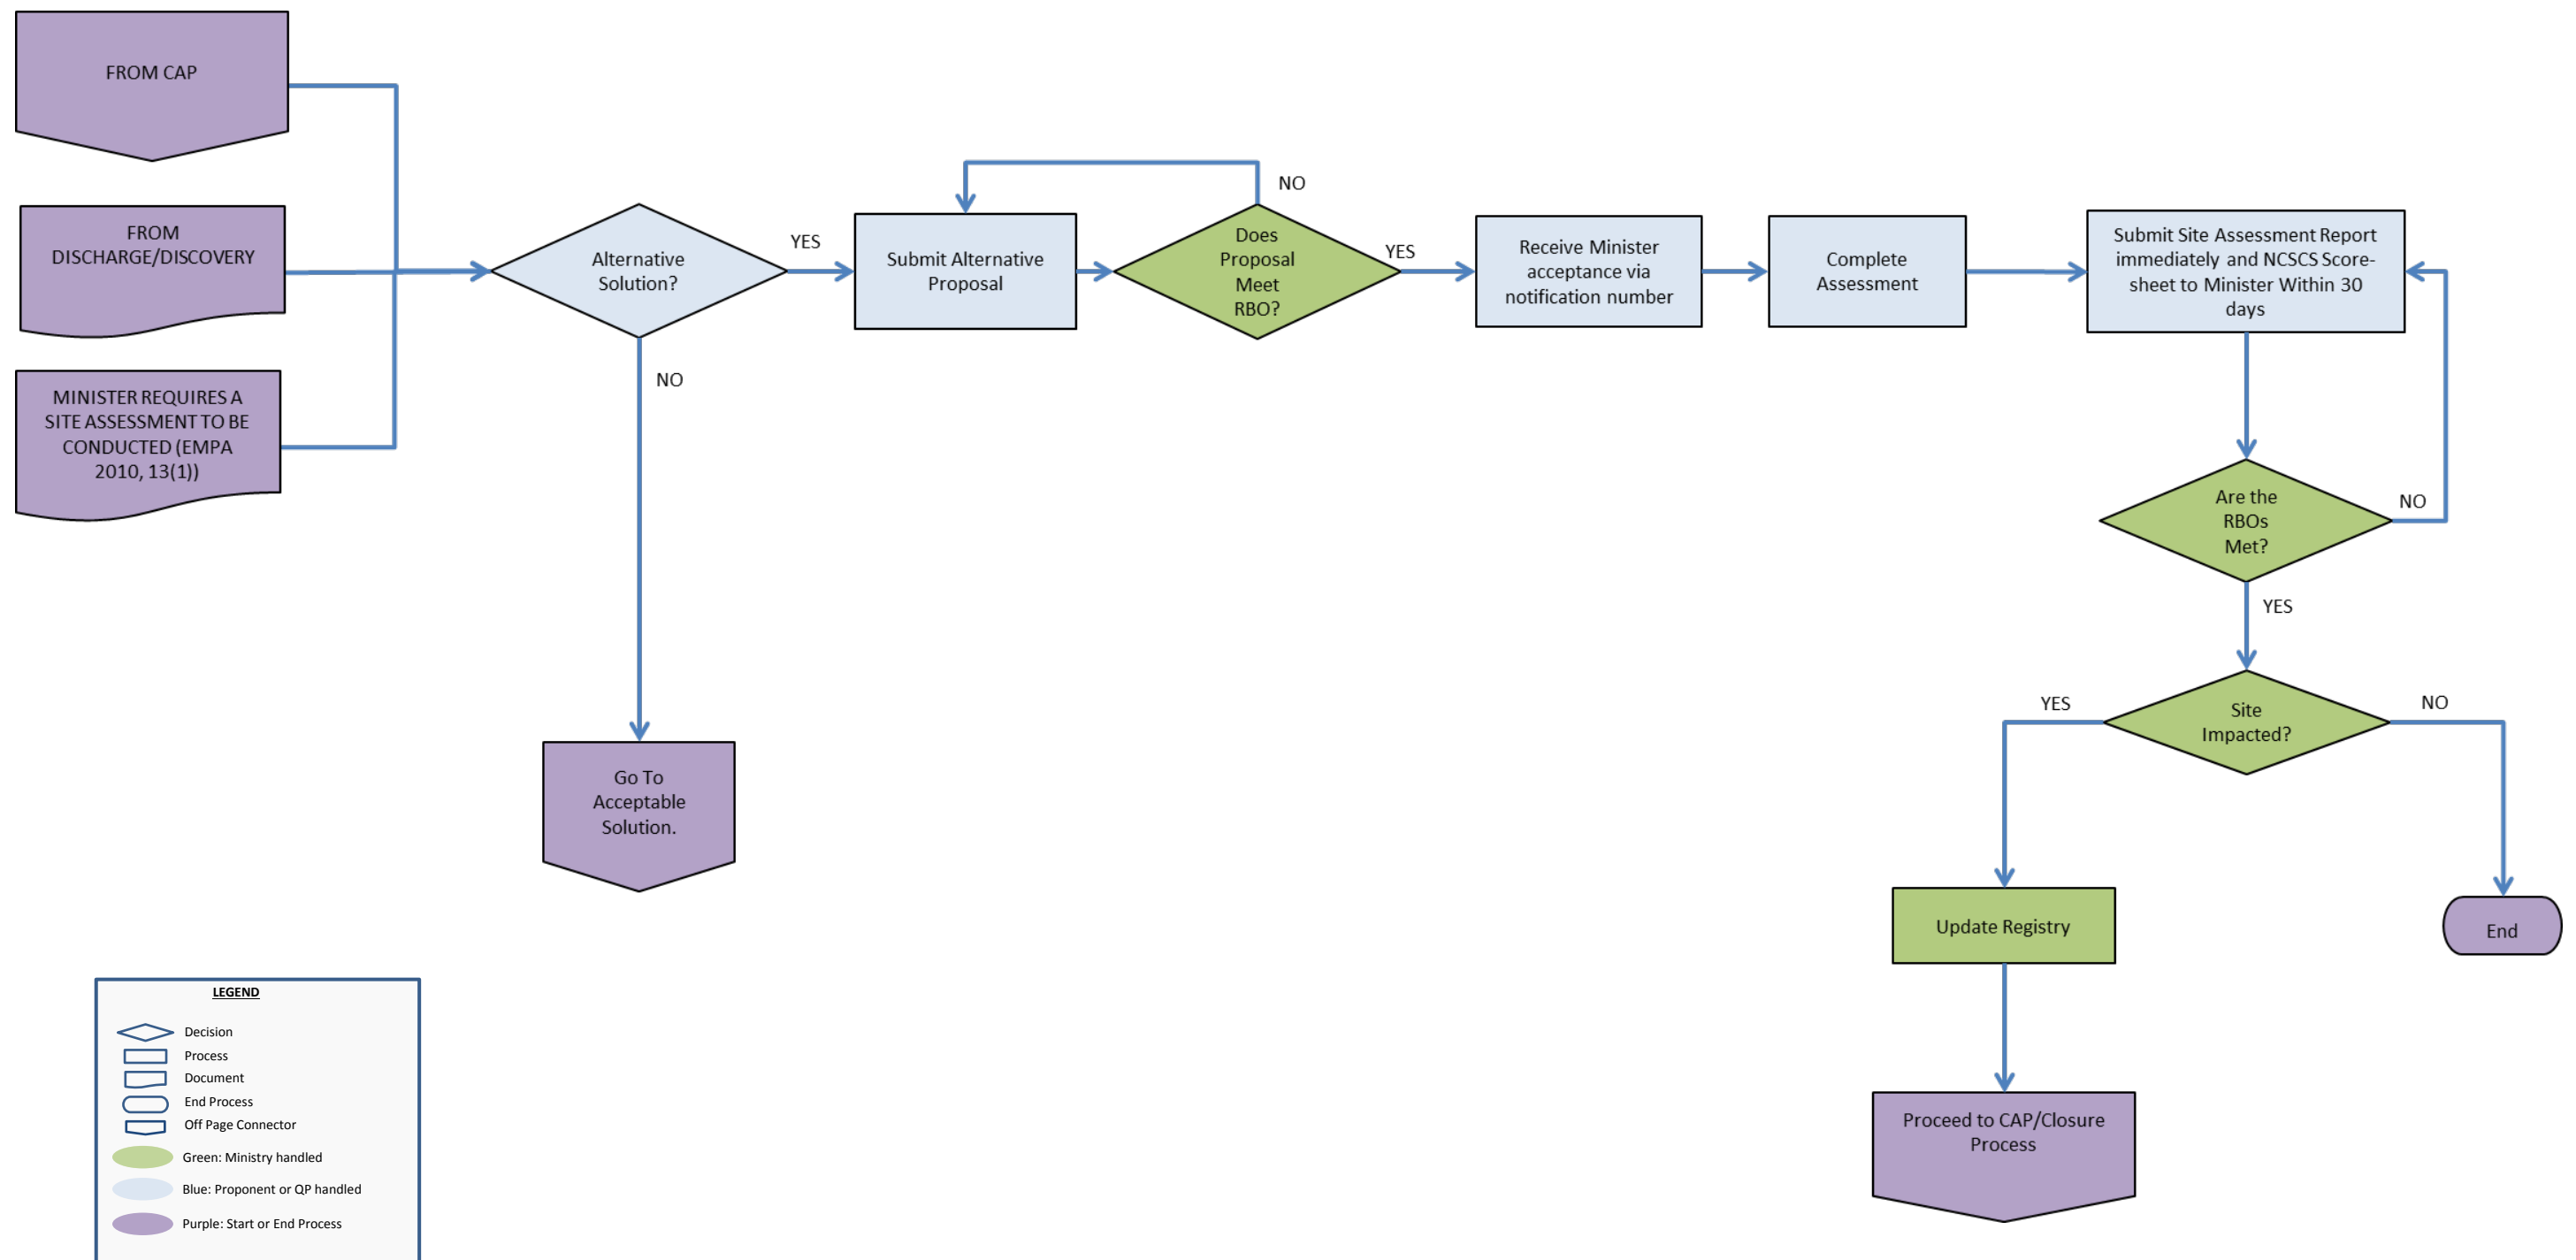 FROM CAP
FROM
DISCHARGE/DISCOVERY
MINISTER REQUIRES A
SITE ASSESSMENT TO BE
CONDUCTED (EMPA
2010, 13(1))
Alternative
Solution?
YES
NO
Go To
Acceptable
Solution.
Submit Alternative
Proposal
Does
Proposal
Meet
RBO?
NO
YES
Receive Minister
acceptance via
notification number
Complete
Assessment
Submit Site Assessment Report
immediately and NCSCS Score-
sheet to Minister Within 30
days
Are the
RBOs
Met?
NO
YES
Site
Impacted?
YES
NO
Update Registry
End
Proceed to CAP/Closure
Process
LEGEND
Decision
Process
Document
End Process
Off Page Connector
Green: Ministry handled
Blue: Proponent or QP handled
Purple: Start or End Process